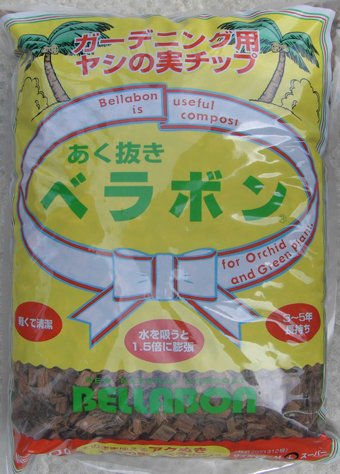 ガーデニング用
ヤシの実チップ
Bellabon
is useful
compost
あく抜き
ベラボン
for Orchid
and Green plant
軽くて清潔
水を吸うと
1.5倍に膨張
3〜5年
長持ち
BELLABON